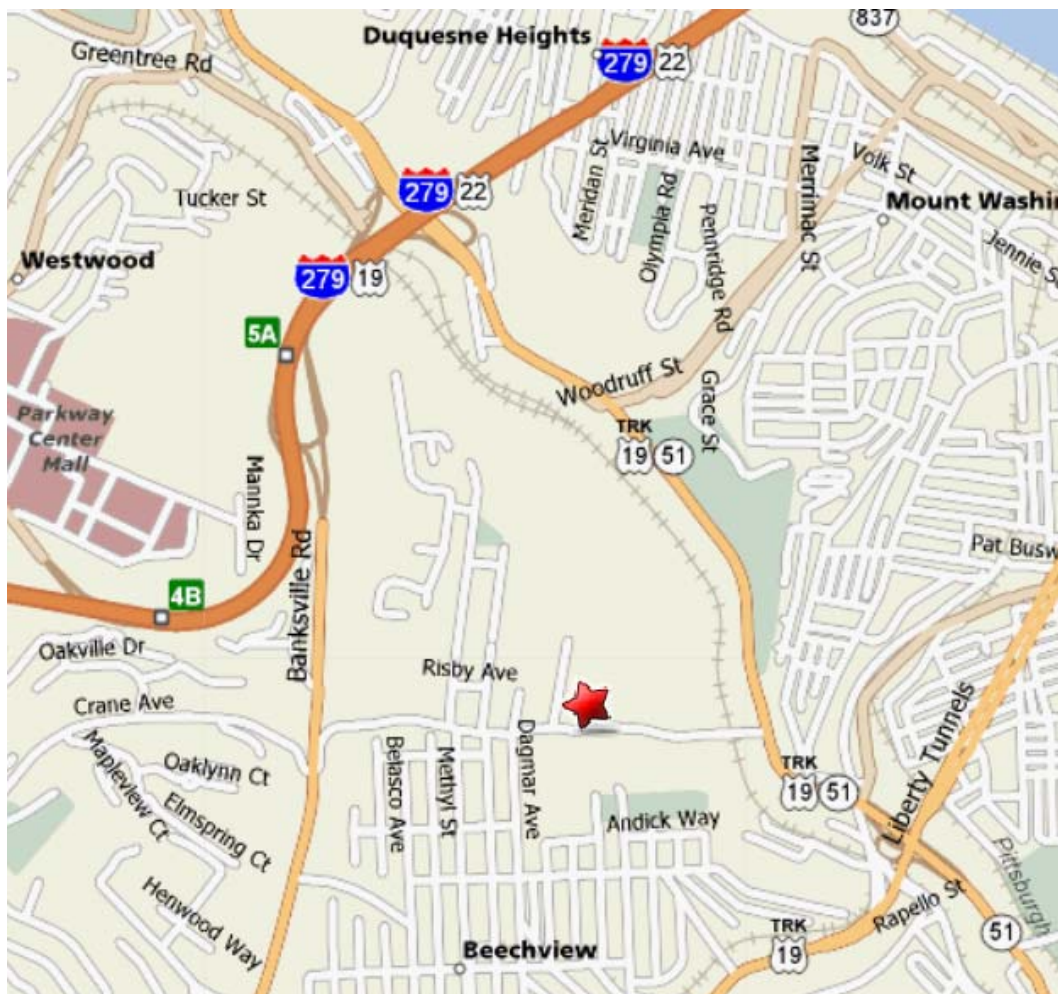 837
Duquesne Heights
279 22
Greentree Rd
Virginia Ave
Volk St
Meridan St
Merrimac St
279 22
Tucker St
Olympia Rd
Pennridge Rd
Mount Washi
Jennie S
Westwood
279 19
5A
Woodruff St
Grace St
Parkway
Center
Mall
TRK
19 51
Mannka Dr
Banksville Rd
Pat Busw
4B
Oakville Dr
Risby Ave
Crane Ave
Liberty Tunnels
Belasco Ave
Methyl St
Dagmar Ave
Mapleview Ct
Oaklynn Ct
TRK
19 51
Elmspring Ct
Andick Way
Pittsburgh
Henwood Way
Rapello St
TRK
19
51
Beechview